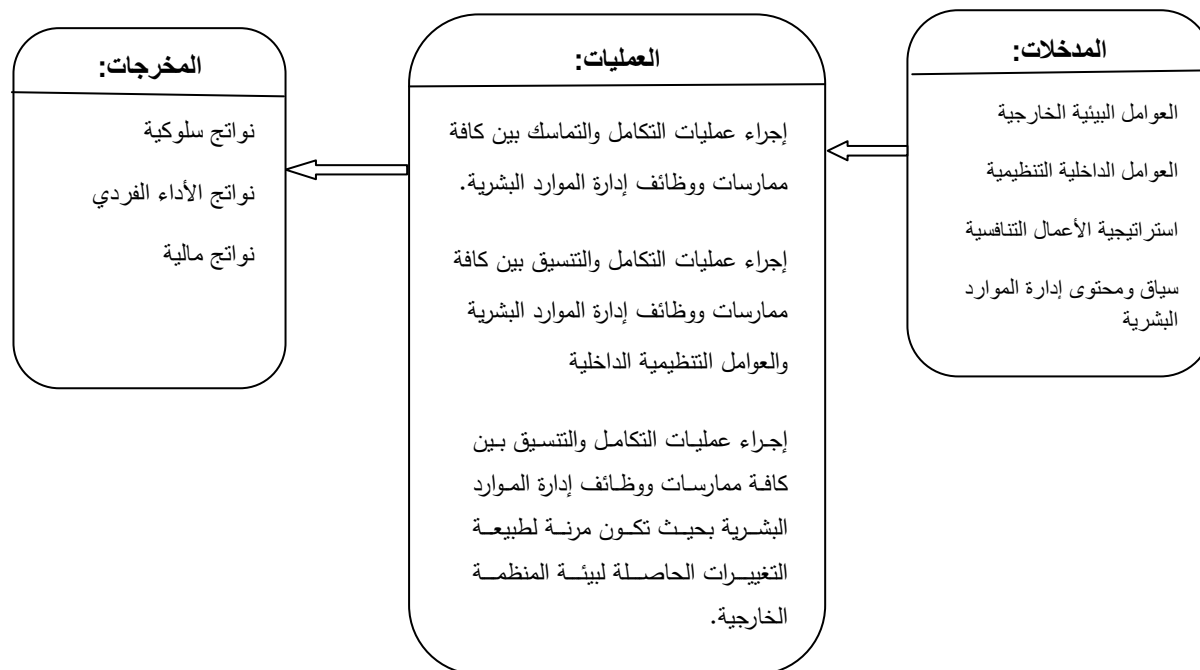 المدخلات:
العوامل البيئية الخارجية
العوامل الداخلية التنظيمية
استراتيجية الأعمال التنافسية
سياق ومحتوى إدارة الموارد
البشرية
العمليات:
إجراء عمليات التكامل والتماسك بين كافة
ممارسات ووظائف إدارة الموارد البشرية.
إجراء عمليات التكامل والتنسيق بين كافة
ممارسات ووظائف إدارة الموارد البشرية
والعوامل التنظيمية الداخلية
إجراء عمليات التكامل والتنسيق بين
كافة ممارسات ووظائف إدارة الموارد
البشرية بحيث تكون مرنة لطبيعة
التغييرات الحاصلة لبيئة المنظمة
الخارجية.
المخرجات:
نواتج سلوكية
نواتج الأداء الفردي
نواتج مالية